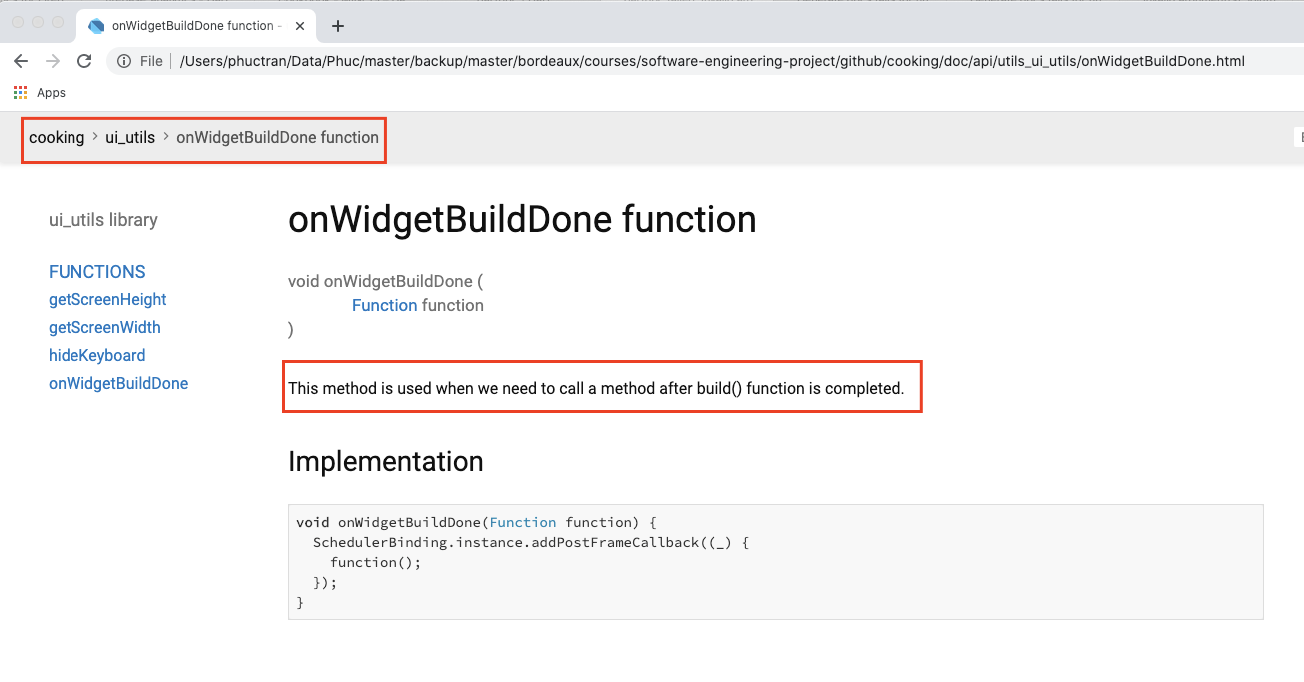 onWidgetBuildDone function -
File /Users/phuctran/Data/Phuc/master/backup/master/bordeaux/courses/software-engineering-project/github/cooking/doc/api/utils_ui_utils/onWidgetBuildDone.html
Apps
cooking > ui_utils > onWidgetBuildDone function
ui_utils library
FUNCTIONS
getScreenHeight
getScreenWidth
hideKeyboard
onWidgetBuildDone
onWidgetBuildDone function
void onWidgetBuildDone (
Function function
)
This method is used when we need to call a method after build() function is completed.
Implementation
void onWidgetBuildDone(Function function) {
  SchedulerBinding.instance.addPostFrameCallback((_) {
    function();
  });
}